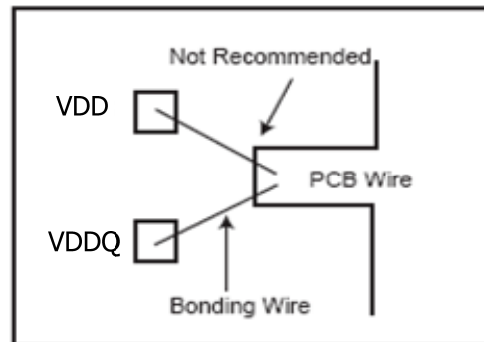 Not Recommended
VDD
PCB Wire
VDDQ
Bonding Wire